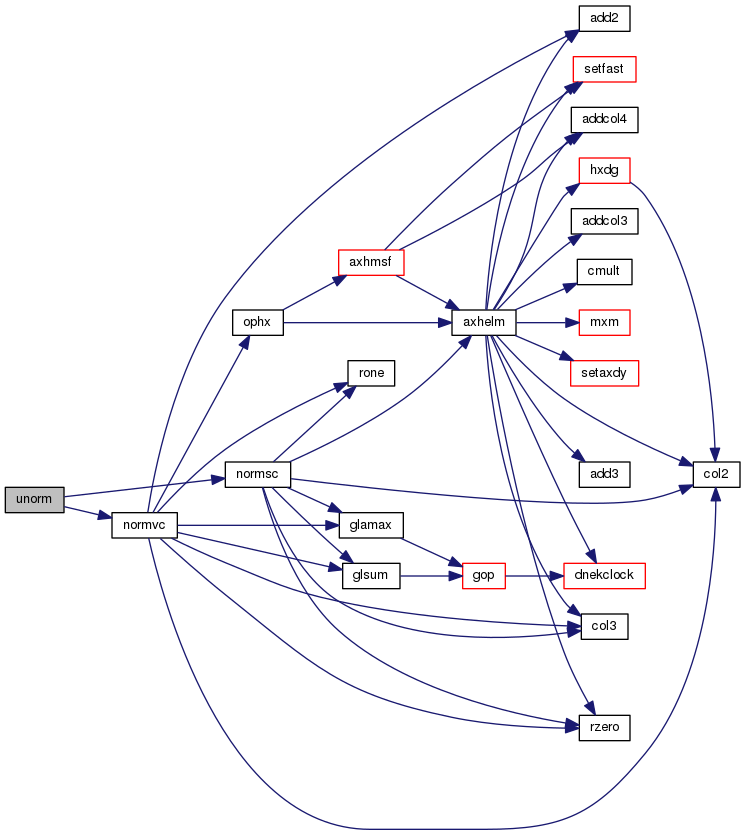 add2
setfast
addcol4
hxdg
addcol3
axhmsf
cmult
ophx
axhelm
mxm
rone
setaxdy
normsc
add3
col2
unorm
normvc
glamax
glsum
gop
dnekclock
col3
rzero